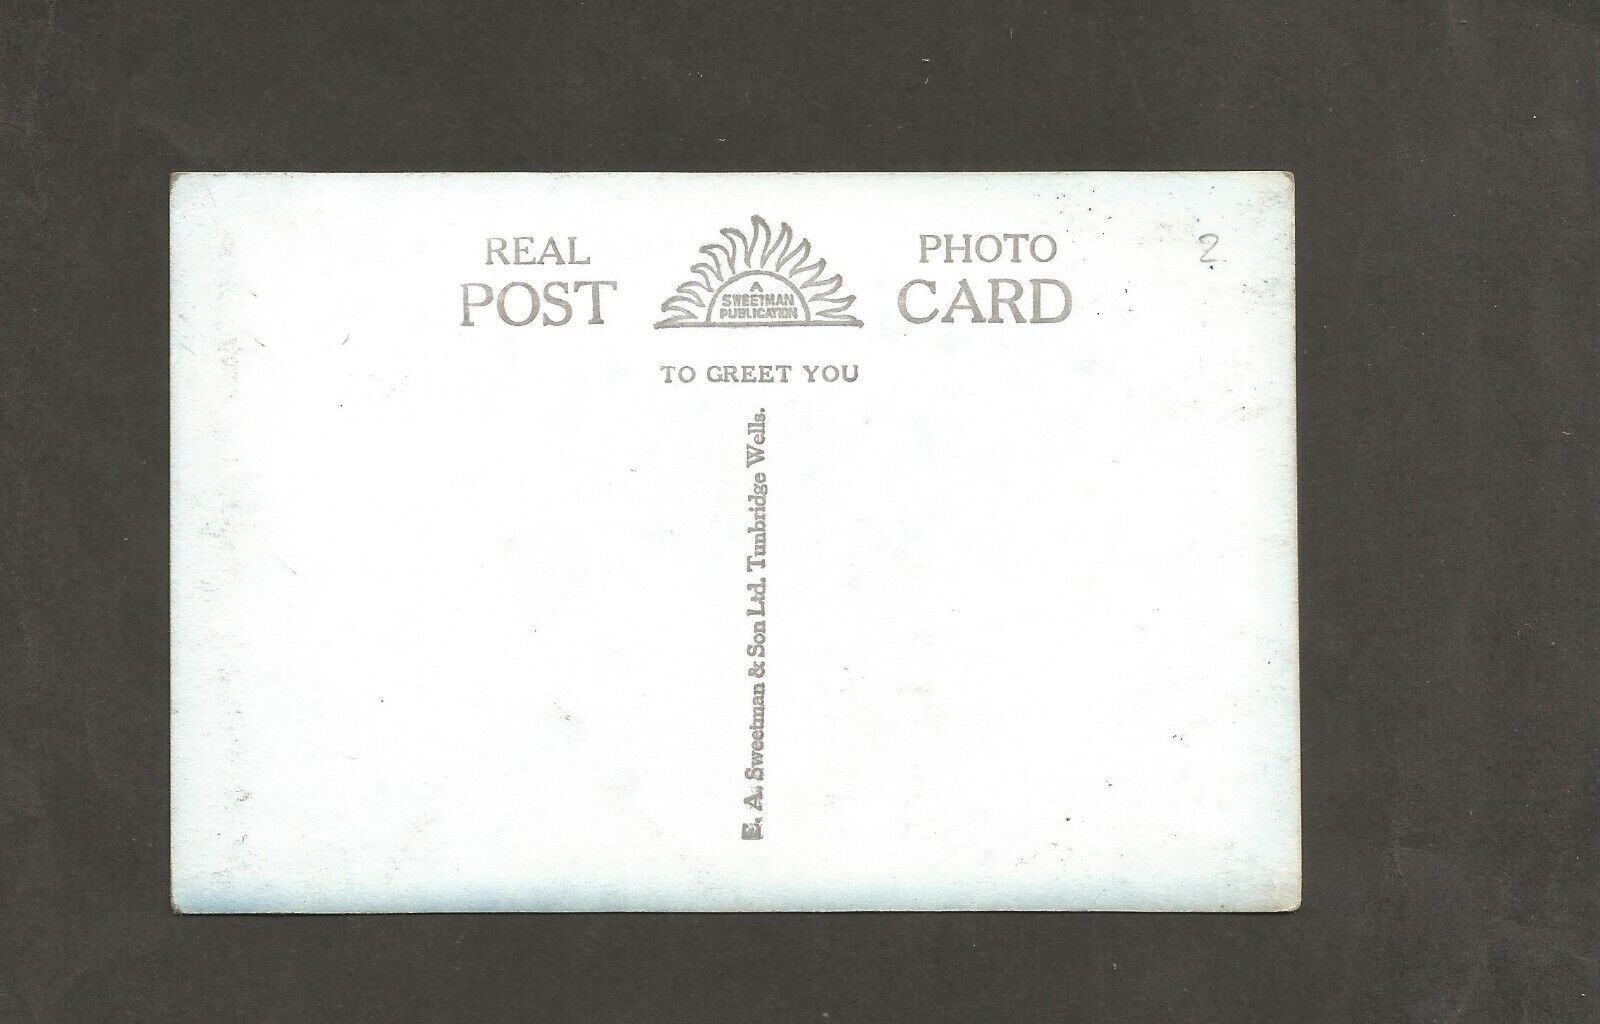 REAL PHOTO
POST CARD
A
SWEETMAN
PUBLICATION
2
TO GREET YOU
E. A. Sweetman & Son Ltd. Tunbridge Wells.